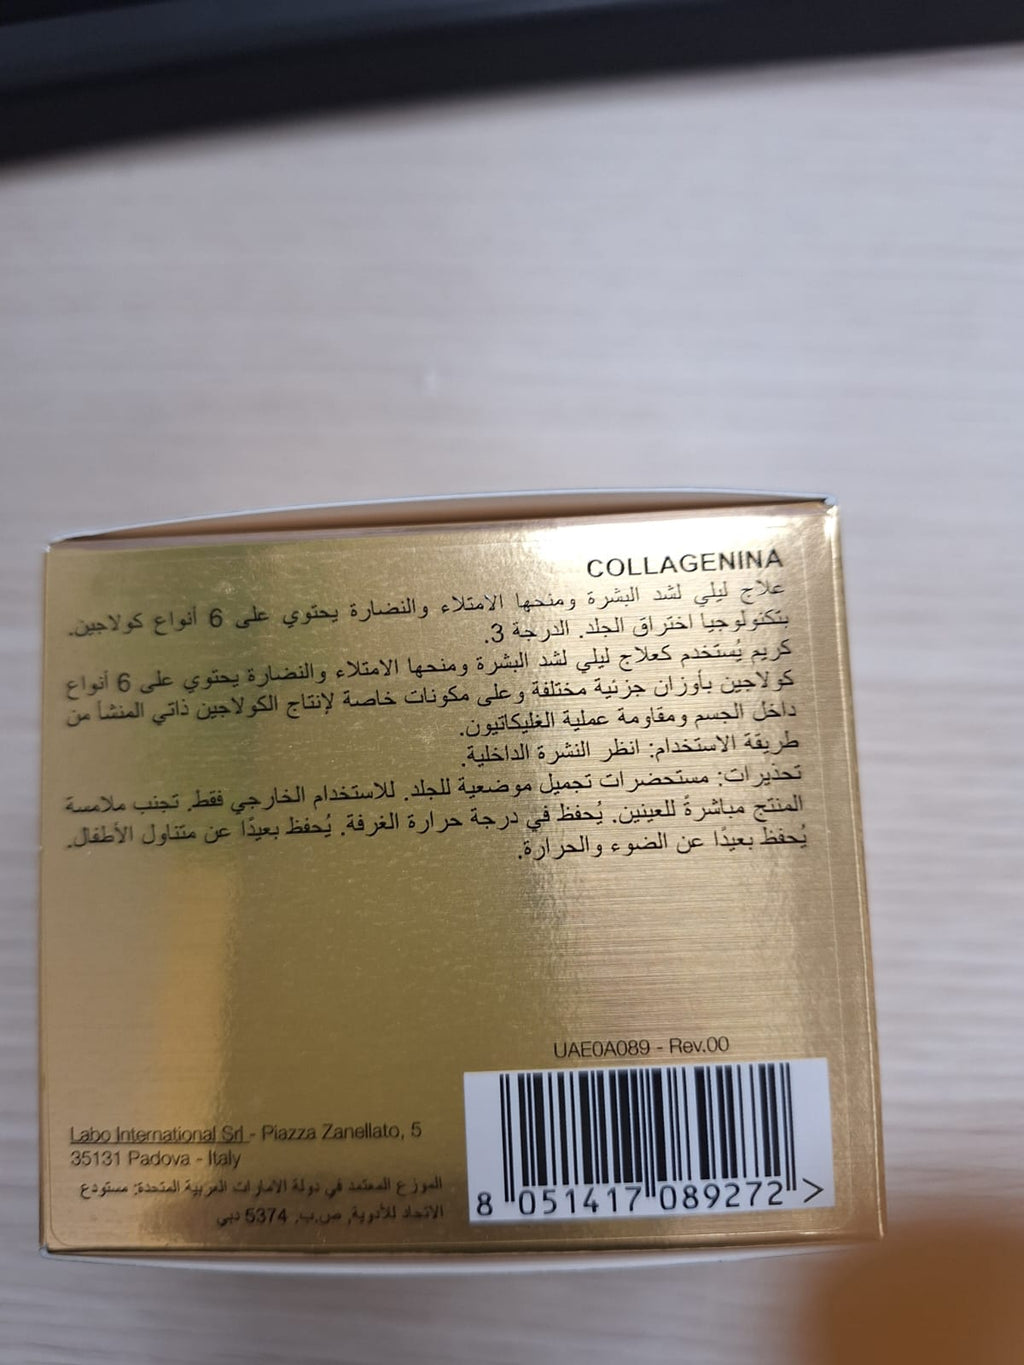 COLLAGENINA
علاج ليلي لشد البشرة ومنحها الامتلاء والنضارة يحتوي على 6 أنواع كولاجين.
بتكنولوجيا اختراق الجلد. الدرجة 3.
كريم يُستخدم كعلاج ليلي لشد البشرة ومنحها الامتلاء والنضارة يحتوي على 6 أنواع
كولاجين بأوزان جزئية مختلفة وعلى مكونات خاصة لإنتاج الكولاجين ذاتي المنشأ من
داخل الجسم ومقاومة عملية الغليكاتيون.
طريقة الاستخدام: انظر النشرة الداخلية.
تحذيرات: مستحضرات تجميل موضعية للجلد. للاستخدام الخارجي فقط. تجنب ملامسة
المنتج مباشرةً للعينين. يُحفظ في درجة حرارة الغرفة. يُحفظ بعيدًا عن متناول الأطفال.
يُحفظ بعيدًا عن الضوء والحرارة.
UAE0A089 - Rev.00
Labo International Srl - Piazza Zanellato, 5
35131 Padova - Italy
الموزع المعتمد في دولة الامارات العربية المتحدة: مستودع
الاتحاد للأدوية, ص.ب. 5374 دبي
8 051417 089272 >